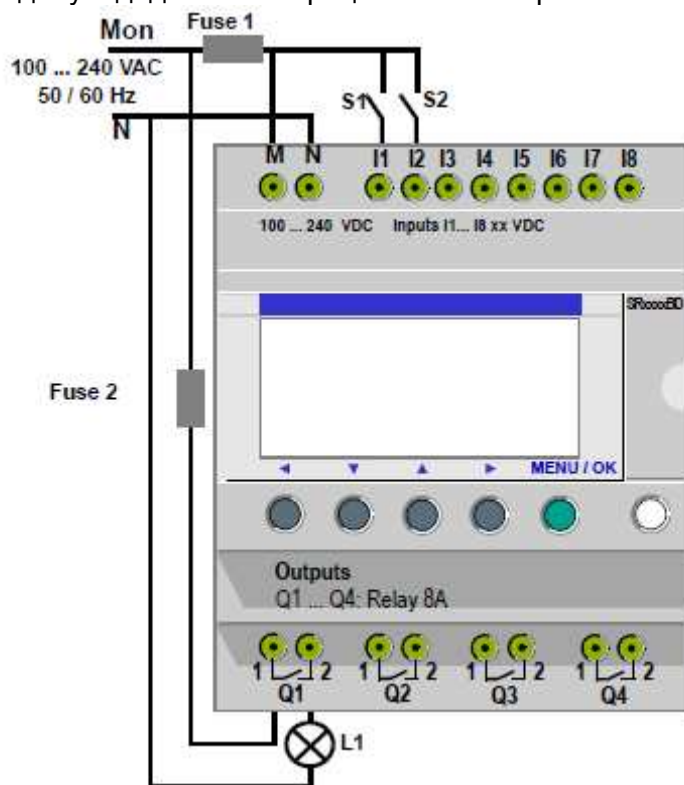 Mon
Fuse 1
100 ... 240 VAC
50 / 60 Hz
S1
S2
N
M N I1 I2 I3 I4 I5 I6 I7 I8
100 ... 240 VDC Inputs I1... I8 xx VDC
SRxxxxBD
Fuse 2
MENU / OK
Outputs
Q1 ... Q4: Relay 8A
1 2 1 2 1 2 1 2
Q1 Q2 Q3 Q4
L1